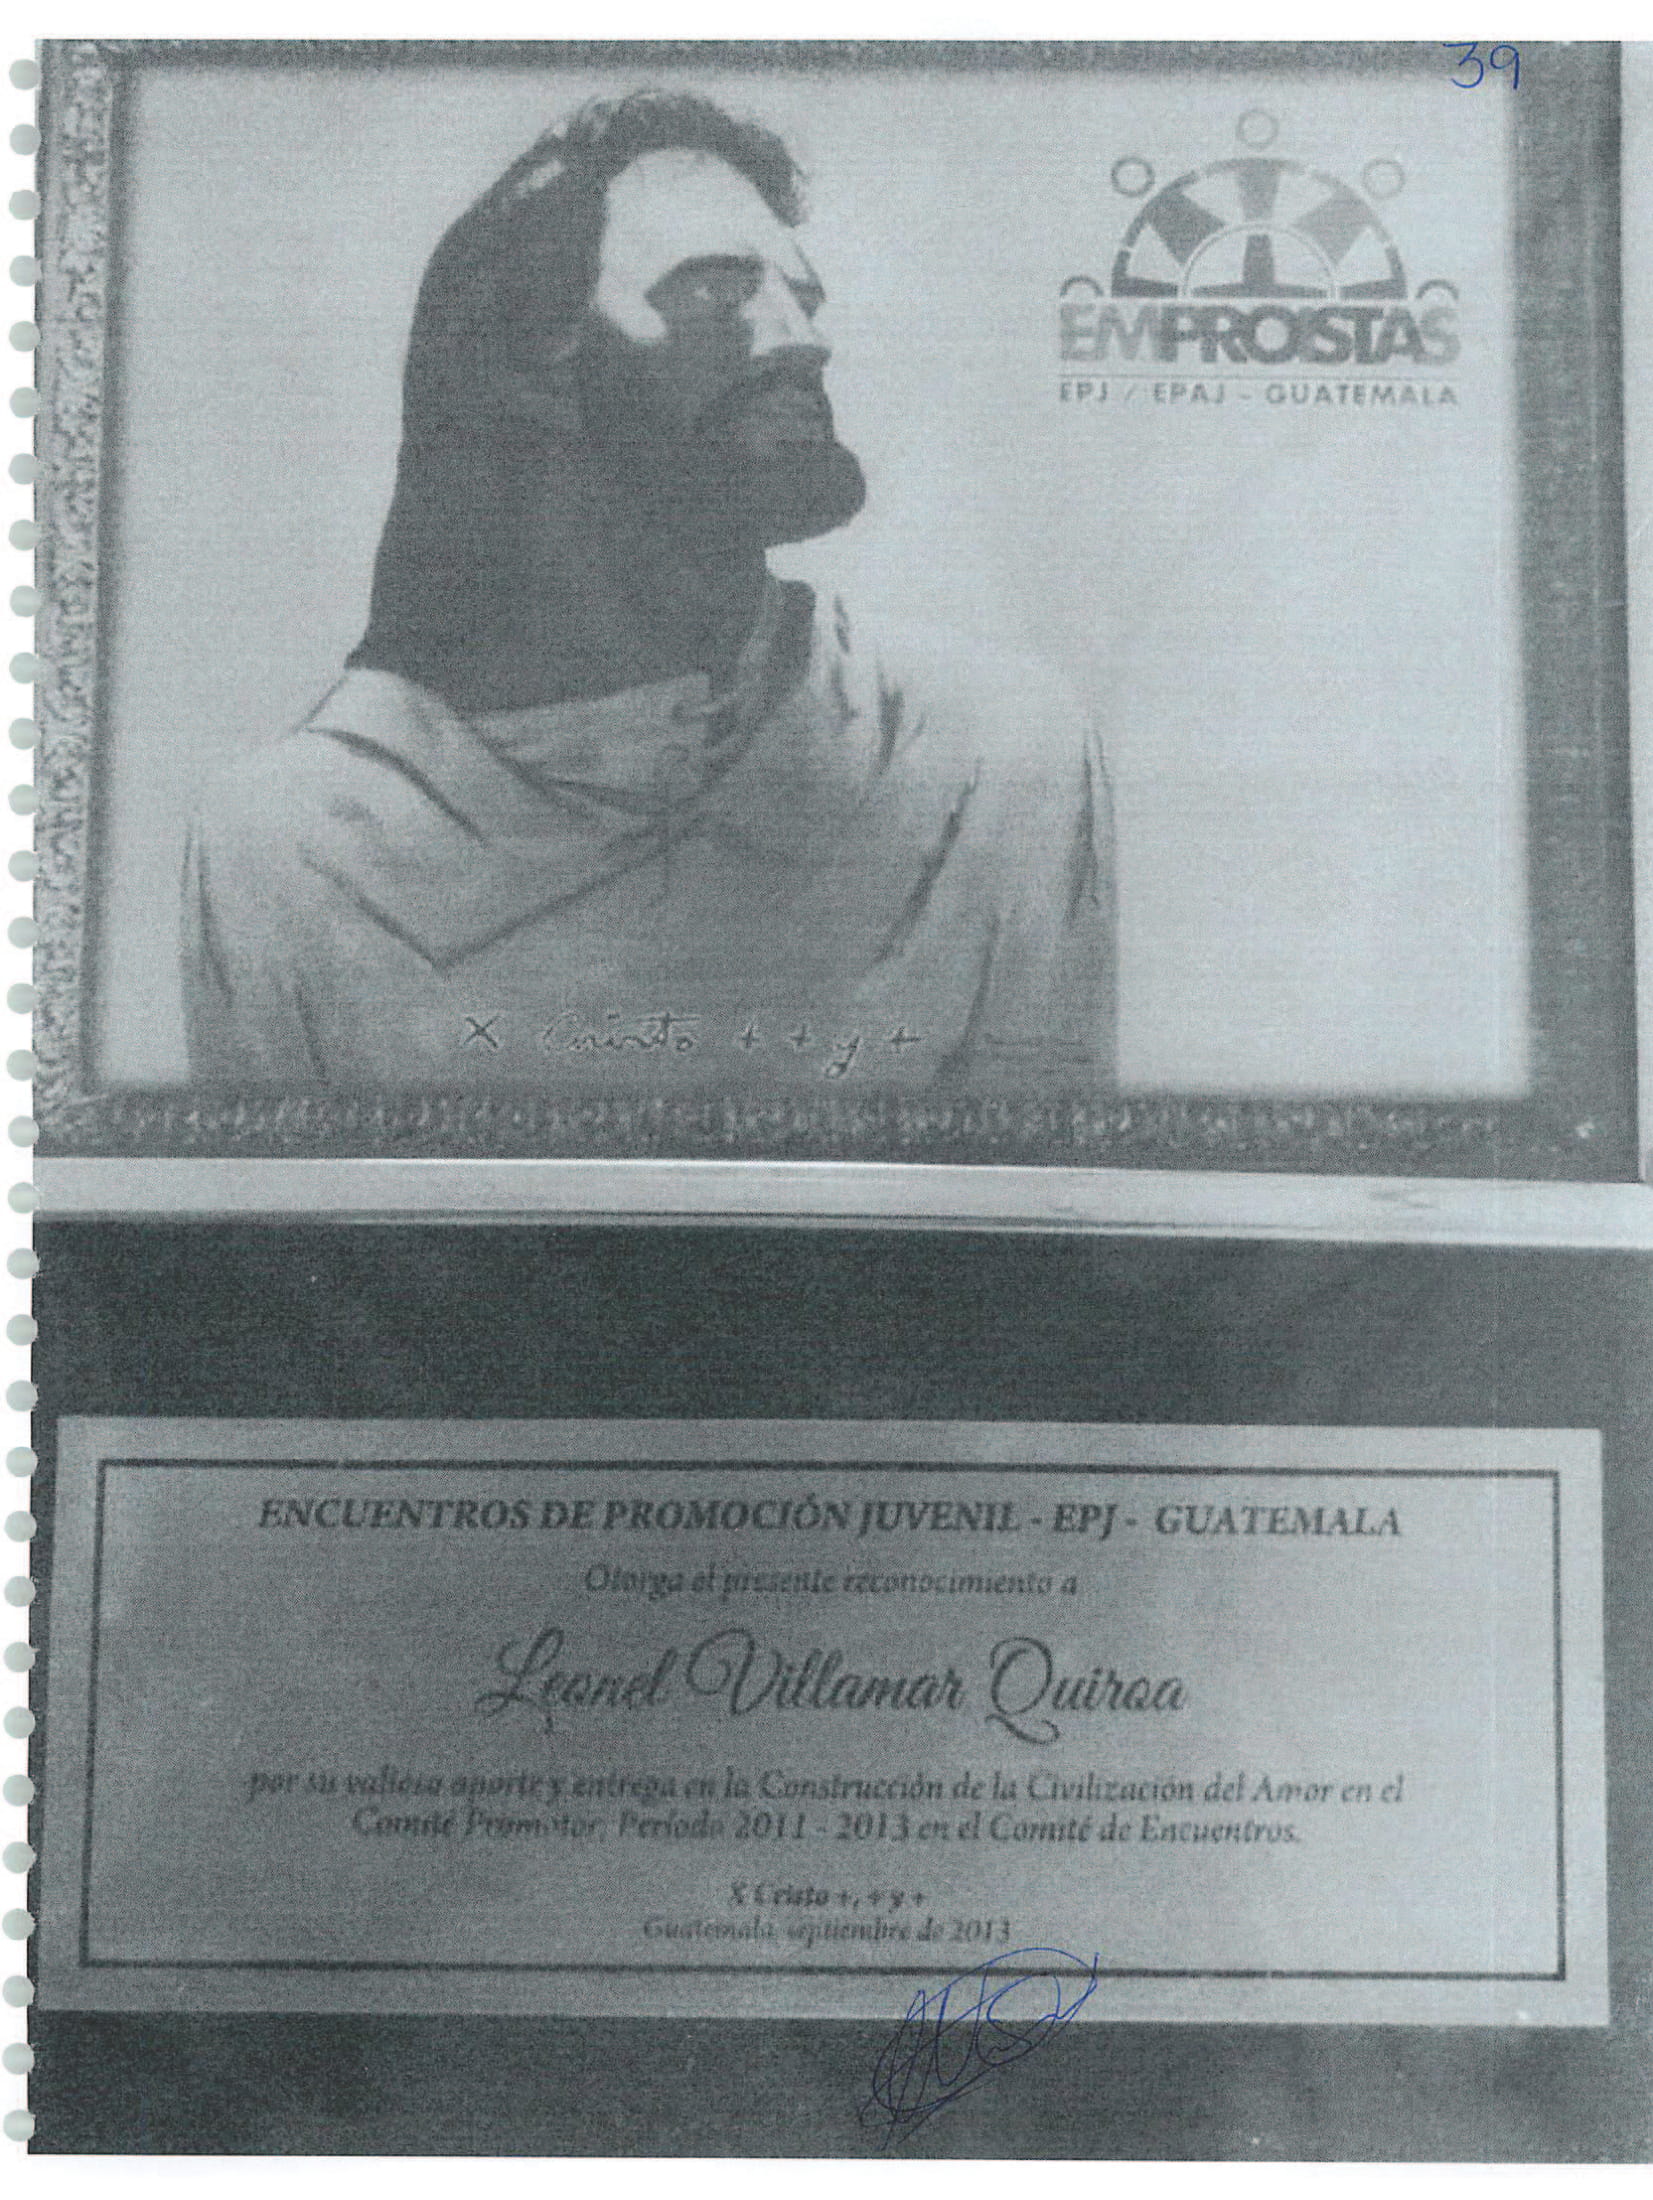 39
EMPROISTAS
EPJ / EPAJ - GUATEMALA
X Cristo + + y +
ENCUENTROS DE PROMOCIÓN JUVENIL - EPJ - GUATEMALA
Otorga el presente reconocimiento a
Leonel Villamar Quiroa
por su valioso aporte y entrega en la Construcción de la Civilización del Amor en el
Comité Promotor, Período 2011 - 2013 en el Comité de Encuentros.
X Cristo +, + y +
Guatemala, septiembre de 2013